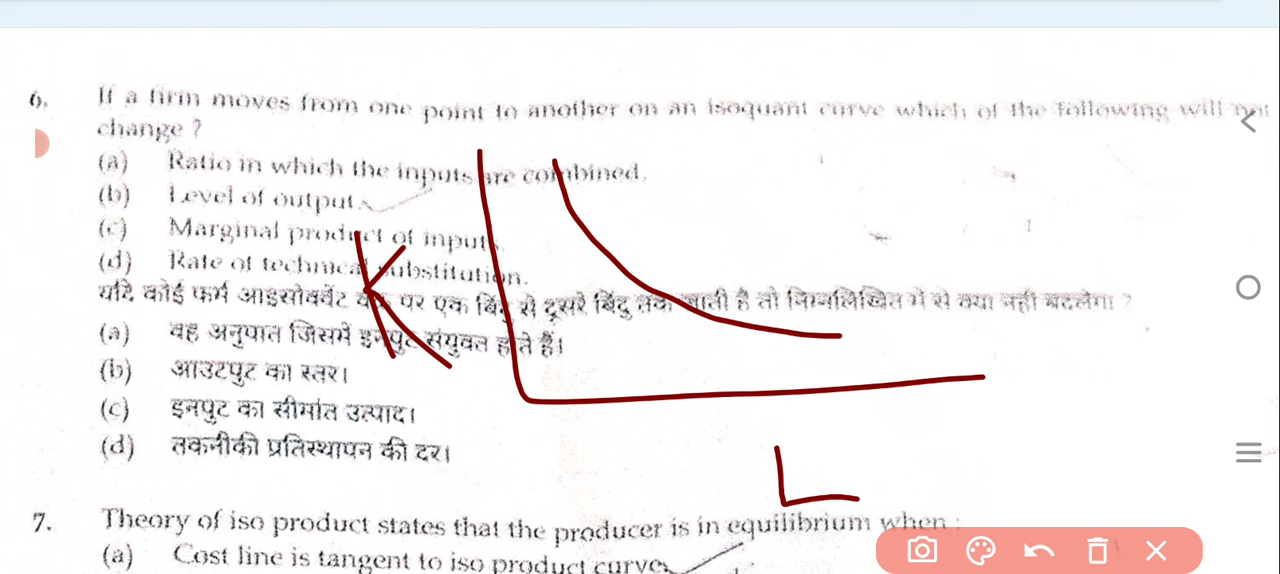 6. If a firm moves from one point to another on an isoquant curve which of the following will not
change ?
(a) Ratio in which the inputs are combined.
(b) Level of output.
(c) Marginal product of inputs.
(d) Rate of technical substitution.
यदि कोई फर्म आइसोक्वेंट वक्र पर एक बिंदु से दूसरे बिंदु तक जाती है तो निम्नलिखित में से क्या नहीं बदलेगा ?
(a) वह अनुपात जिसमें इनपुट संयुक्त होते हैं।
(b) आउटपुट का स्तर।
(c) इनपुट का सीमांत उत्पाद।
(d) तकनीकी प्रतिस्थापन की दर।
K
L
7. Theory of iso product states that the producer is in equilibrium when :
(a) Cost line is tangent to iso product curve.